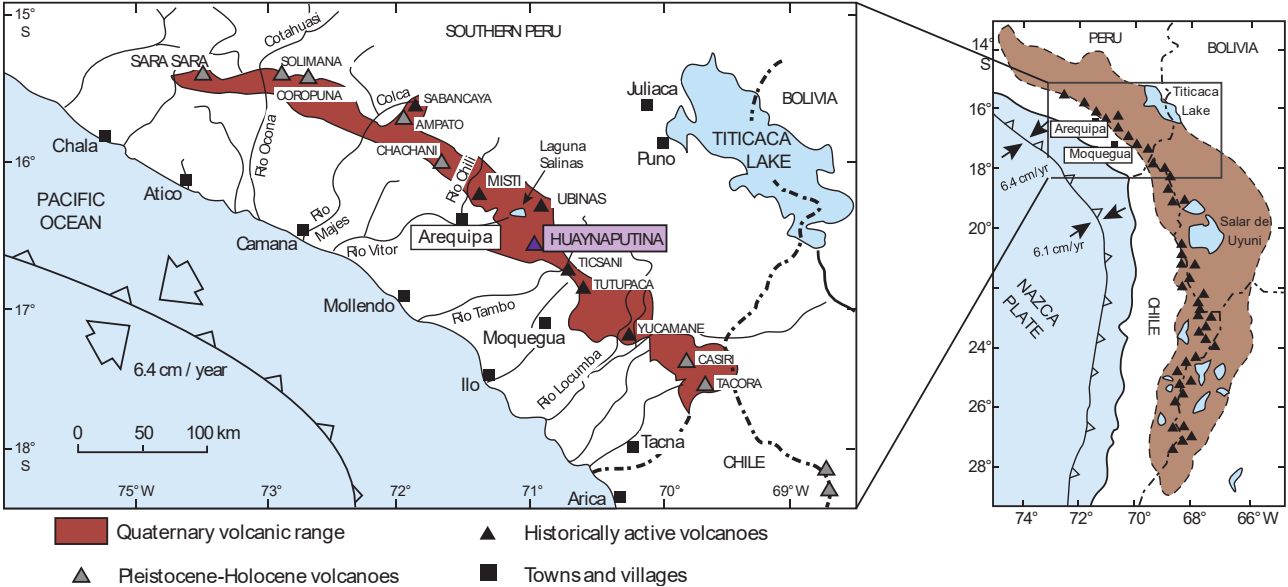 15°
S
16°
17°
18°
S
75°W
73°
72°
71°
70°
69°W
SOUTHERN PERU
BOLIVIA
CHILE
PACIFIC
OCEAN
Cotahuasi
SARA SARA
SOLIMANA
COROPUNA
Colca
SABANCAYA
AMPATO
CHACHANI
Rio Ocona
Rio Chili
Laguna
Salinas
MISTI
UBINAS
Juliaca
Puno
TITICACA
LAKE
Chala
Atico
Rio
Majes
Camana
Rio Vitor
Arequipa
HUAYNAPUTINA
TICSANI
TUTUPACA
Mollendo
Rio Tambo
Moquegua
YUCAMANE
CASIRI
TACORA
Ilo
Rio Locumba
Tacna
Arica
6.4 cm / year
0 50 100 km
Quaternary volcanic range
Historically active volcanoes
Pleistocene-Holocene volcanoes
Towns and villages
14°
S
16°
18°
20°
22°
24°
26°
28°
74°
72°
70°
68°
66°W
PERU
BOLIVIA
Titicaca
Lake
Arequipa
Moquegua
6.4 cm/yr
6.1 cm/yr
Salar de
Uyuni
NAZCA
PLATE
CHILE